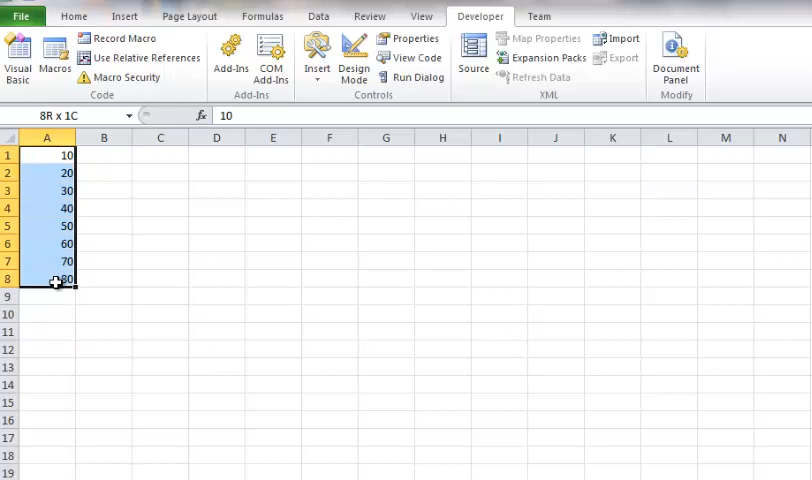 File Home Insert Page Layout Formulas Data Review View Developer Team
Visual Basic
Macros
Record Macro
Use Relative References
Macro Security
Code
Add-Ins
COM Add-Ins
Add-Ins
Insert
Design Mode
Properties
View Code
Run Dialog
Controls
Source
Map Properties
Expansion Packs
Refresh Data
Import
Export
XML
Document Panel
Modify
8R x 1C fx 10
A B C D E F G H I J K L M N
1 10
2 20
3 30
4 40
5 50
6 60
7 70
8 80
9
10
11
12
13
14
15
16
17
18
19